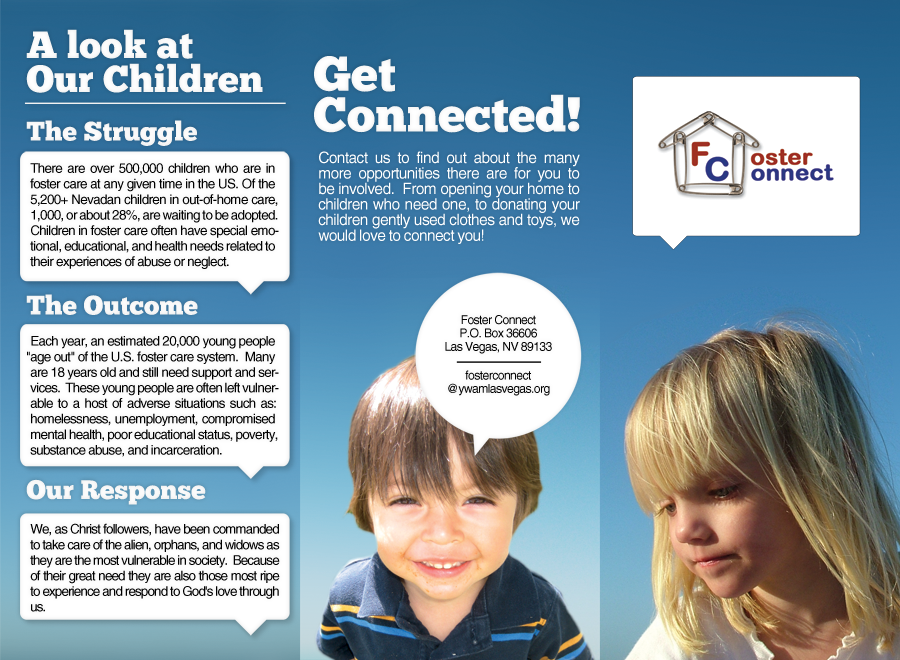 A look at
Our Children
The Struggle
There are over 500,000 children who are in
foster care at any given time in the US. Of the
5,200+ Nevadan children in out-of-home care,
1,000, or about 28%, are waiting to be adopted.
Children in foster care often have special emo-
tional, educational, and health needs related to
their experiences of abuse or neglect.
The Outcome
Each year, an estimated 20,000 young people
"age out" of the U.S. foster care system. Many
are 18 years old and still need support and ser-
vices. These young people are often left vulner-
able to a host of adverse situations such as:
homelessness, unemployment, compromised
mental health, poor educational status, poverty,
substance abuse, and incarceration.
Our Response
We, as Christ followers, have been commanded
to take care of the alien, orphans, and widows as
they are the most vulnerable in society. Because
of their great need they are also those most ripe
to experience and respond to God's love through
us.
Get
Connected!
Contact us to find out about the many
more opportunities there are for you to
be involved. From opening your home to
children who need one, to donating your
children gently used clothes and toys, we
would love to connect you!
Foster Connect
P.O. Box 36606
Las Vegas, NV 89133
fosterconnect
@ywamlasvegas.org
Foster
Connect